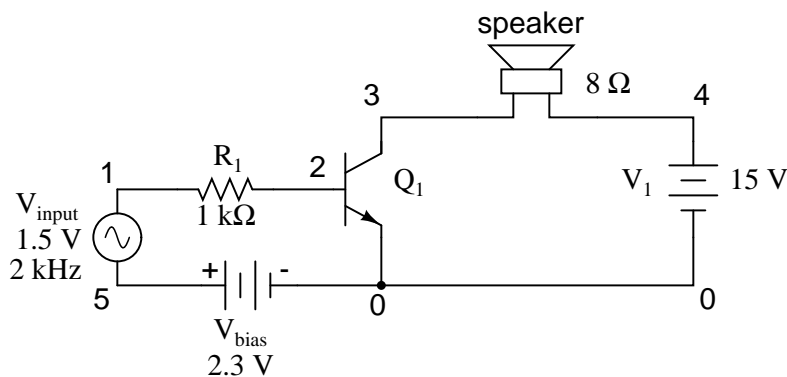 speaker
8 Ω
3
4
R1
1
2
Q1
V1
15 V
Vinput
1.5 V
2 kHz
1 kΩ
+
-
5
0
0
Vbias
2.3 V